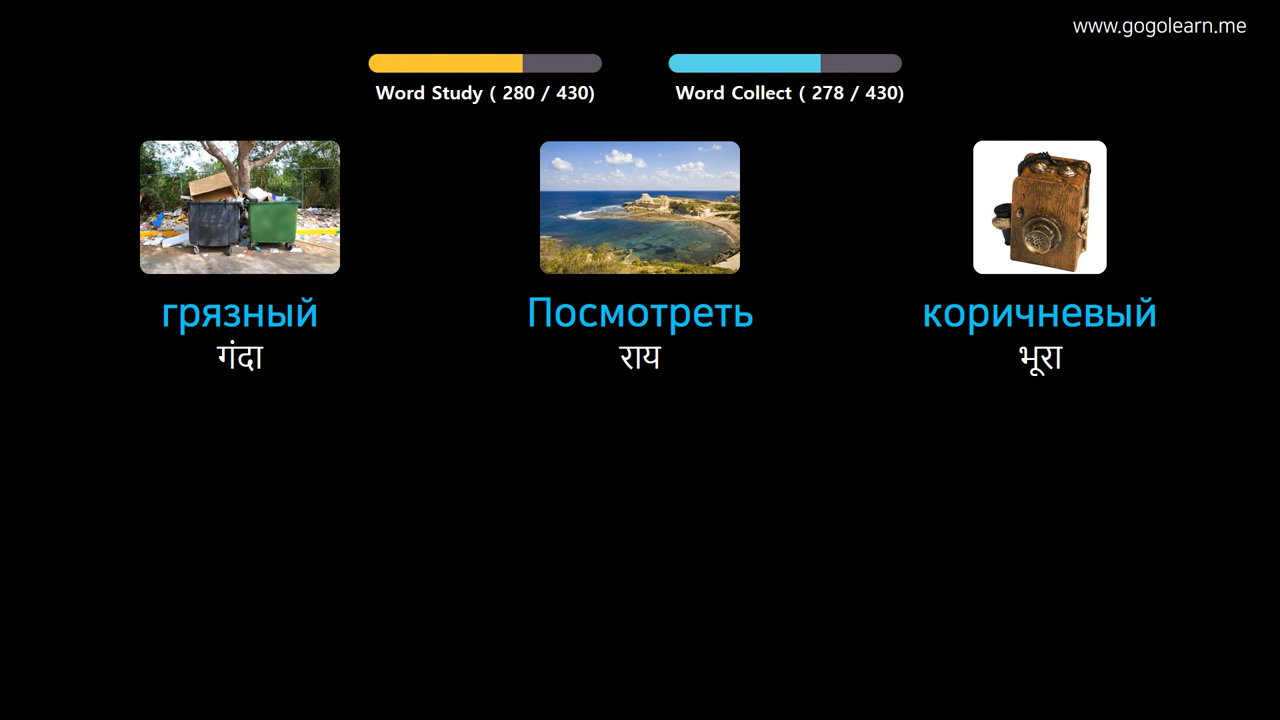 www.gogolearn.me
Word Study ( 280 / 430)
Word Collect ( 278 / 430)
грязный
गंदा
Посмотреть
राय
коричневый
भूरा